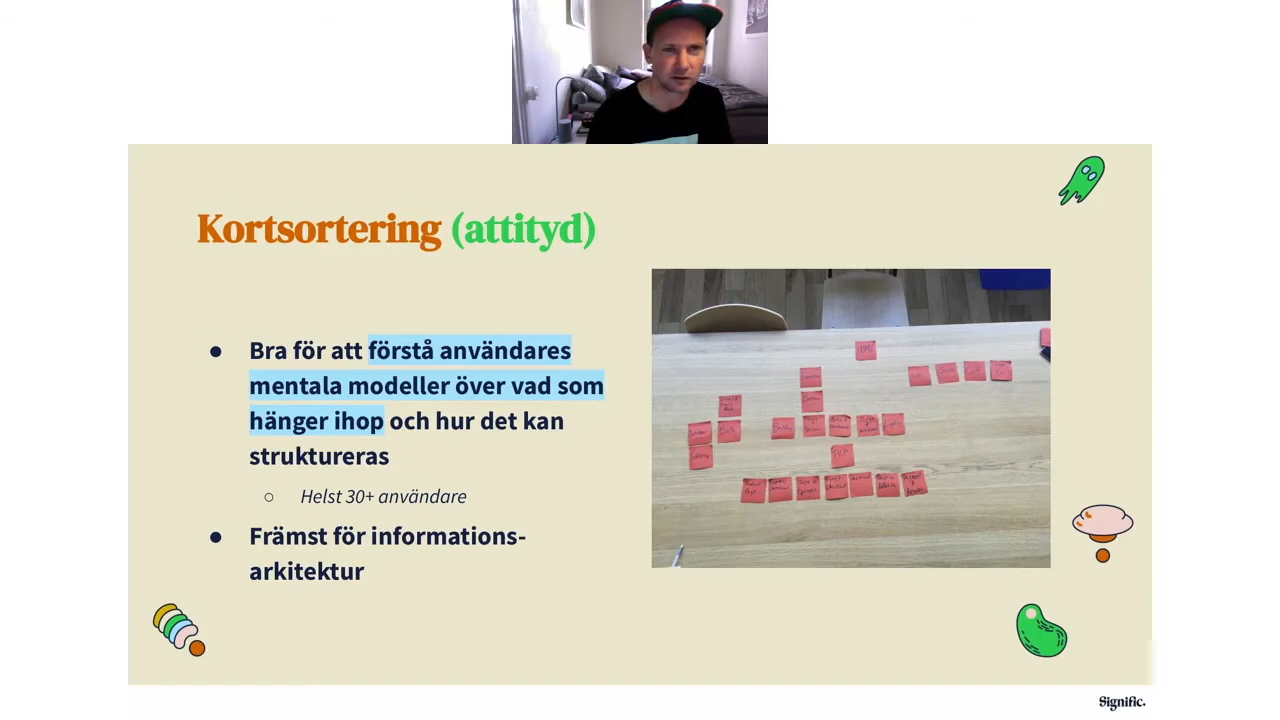 Kortsortering (attityd)
● Bra för att förstå användares
mentala modeller över vad som
hänger ihop och hur det kan
struktureras
○ Helst 30+ användare
● Främst för informations-
arkitektur
PLP
Signific.